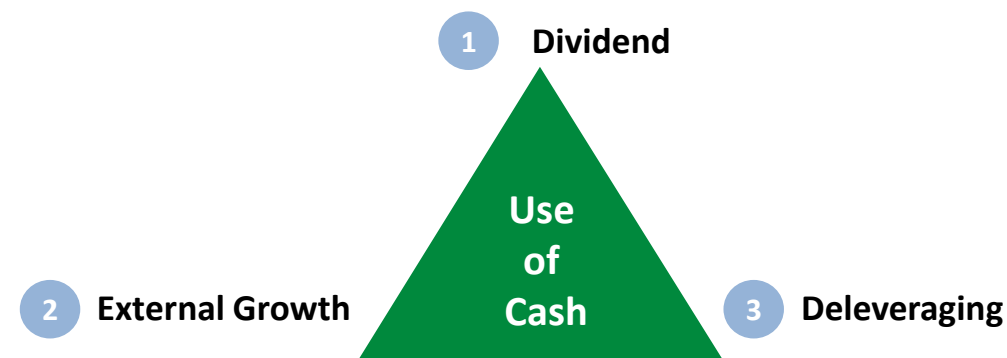 1 Dividend
Use
of
Cash
2 External Growth
3 Deleveraging